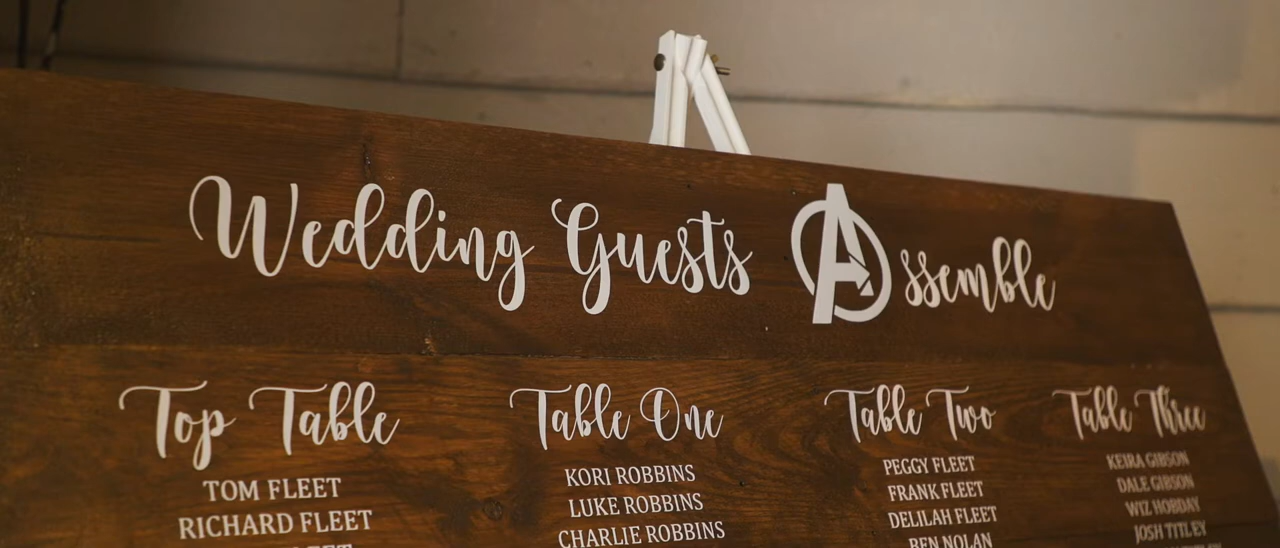 Wedding Guests Assemble
Top Table
TOM FLEET
RICHARD FLEET
Table One
KORI ROBBINS
LUKE ROBBINS
CHARLIE ROBBINS
Table Two
PEGGY FLEET
FRANK FLEET
DELILAH FLEET
BEN NOLAN
Table Three
KEIRA GIBSON
DALE GIBSON
WIZ HOBDAY
JOSH TITLEY